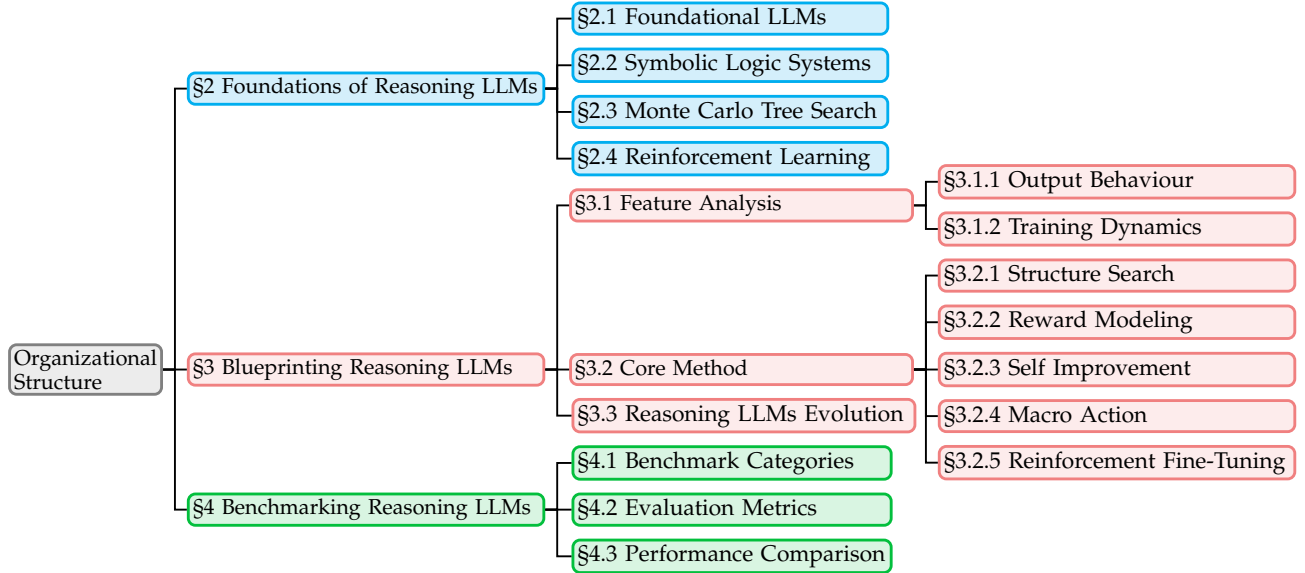 Organizational
Structure
§2 Foundations of Reasoning LLMs
§2.1 Foundational LLMs
§2.2 Symbolic Logic Systems
§2.3 Monte Carlo Tree Search
§2.4 Reinforcement Learning
§3 Blueprinting Reasoning LLMs
§3.1 Feature Analysis
§3.1.1 Output Behaviour
§3.1.2 Training Dynamics
§3.2 Core Method
§3.2.1 Structure Search
§3.2.2 Reward Modeling
§3.2.3 Self Improvement
§3.2.4 Macro Action
§3.2.5 Reinforcement Fine-Tuning
§3.3 Reasoning LLMs Evolution
§4 Benchmarking Reasoning LLMs
§4.1 Benchmark Categories
§4.2 Evaluation Metrics
§4.3 Performance Comparison